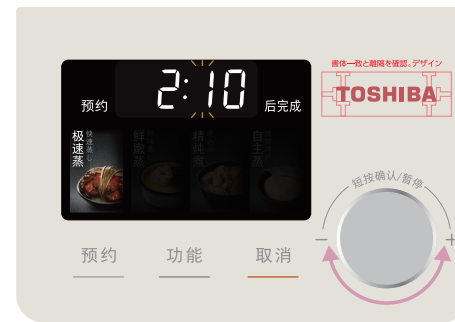 書体一致と離隔を確認。デザイン
TOSHIBA
2:10
预约 后完成
极速蒸 快速蒸し
鲜嫩蒸
精炖煮
自主蒸
短按确认/暂停
预约 功能 取消
− +